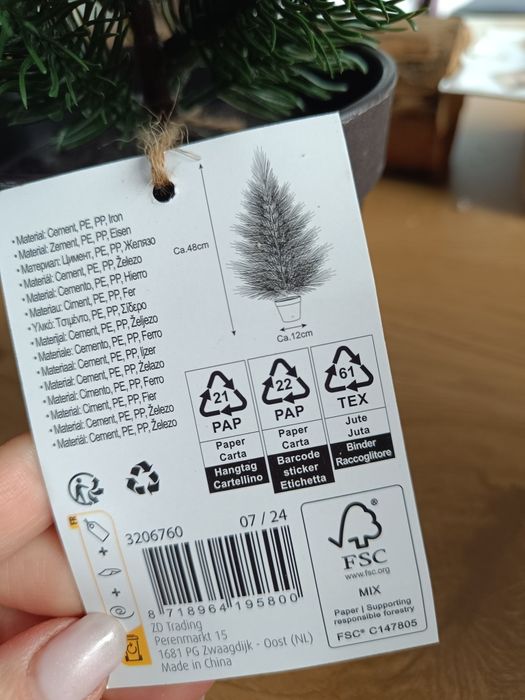 • Material: Cement, PE, PP, Iron
• Material: Zement, PE, PP, Eisen
• Материал: Цимент, PE, PP, Желязо
• Materiál: Cement, PE, PP, Železo
• Material: Cemento, PE, PP, Hierro
• Matériau: Ciment, PE, PP, Fer
• Υλικό: Τσιμέντο, PE, PP, Σίδερο
• Materijal: Cement, PE, PP, Željezo
• Materiale: Cemento, PE, PP, Ferro
• Materiaal: Cement, PE, PP, Ijzer
• Materiał: Cement, PE, PP, Żelazo
• Material: Cimento, PE, PP, Ferro
• Material: Ciment, PE, PP, Fier
• Materiál: Cement, PE, PP, Železo
• Materiál: Cement, PE, PP, Železo
Ca.48cm
Ca.12cm
21
PAP
Paper
Carta
Hangtag
Cartellino
22
PAP
Paper
Carta
Barcode
sticker
Etichetta
61
TEX
Jute
Juta
Binder
Raccoglitore
FR
+
+
3206760
07 / 24
8 718964 195800
ZD Trading
Perenmarkt 15
1681 PG Zwaagdijk - Oost (NL)
Made in China
®
FSC
www.fsc.org
MIX
Paper | Supporting
responsible forestry
FSC® C147805